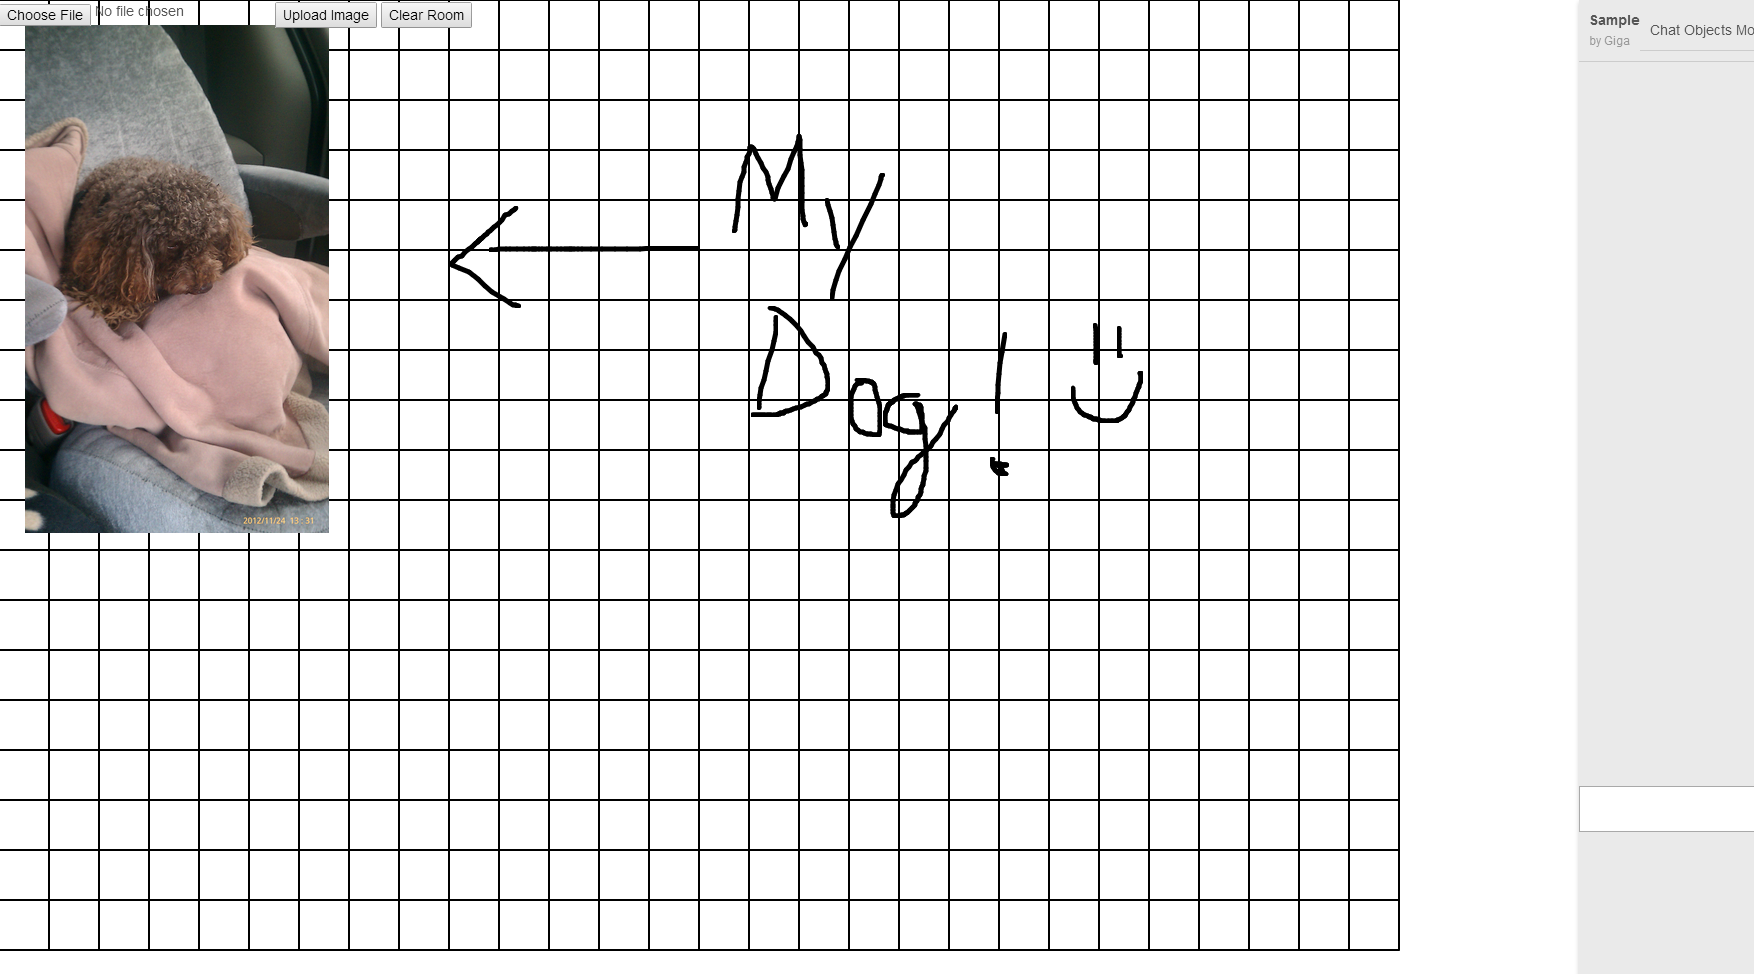 Choose File No file chosen Upload Image Clear Room
Sample
by Giga
Chat Objects Mo
My
Dog! :)
2012/11/24 13:31